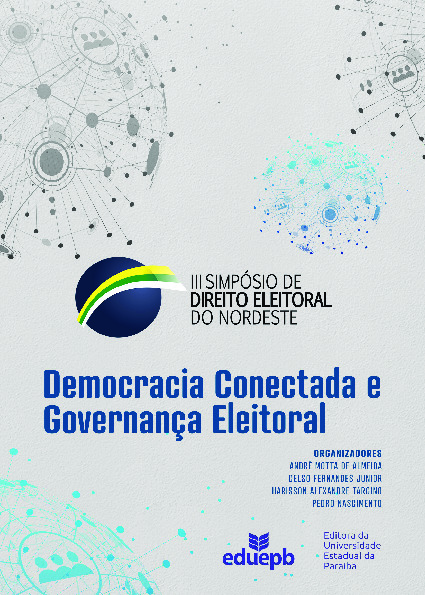 III SIMPÓSIO DE
DIREITO ELEITORAL
DO NORDESTE
Democracia Conectada e
Governança Eleitoral
ORGANIZADORES
ANDRÉ MOTTA DE ALMEIDA
CELSO FERNANDES JUNIOR
HARISSON ALEXANDRE TARGINO
PEDRO NASCIMENTO
eduepb
Editora da
Universidade
Estadual da
Paraíba